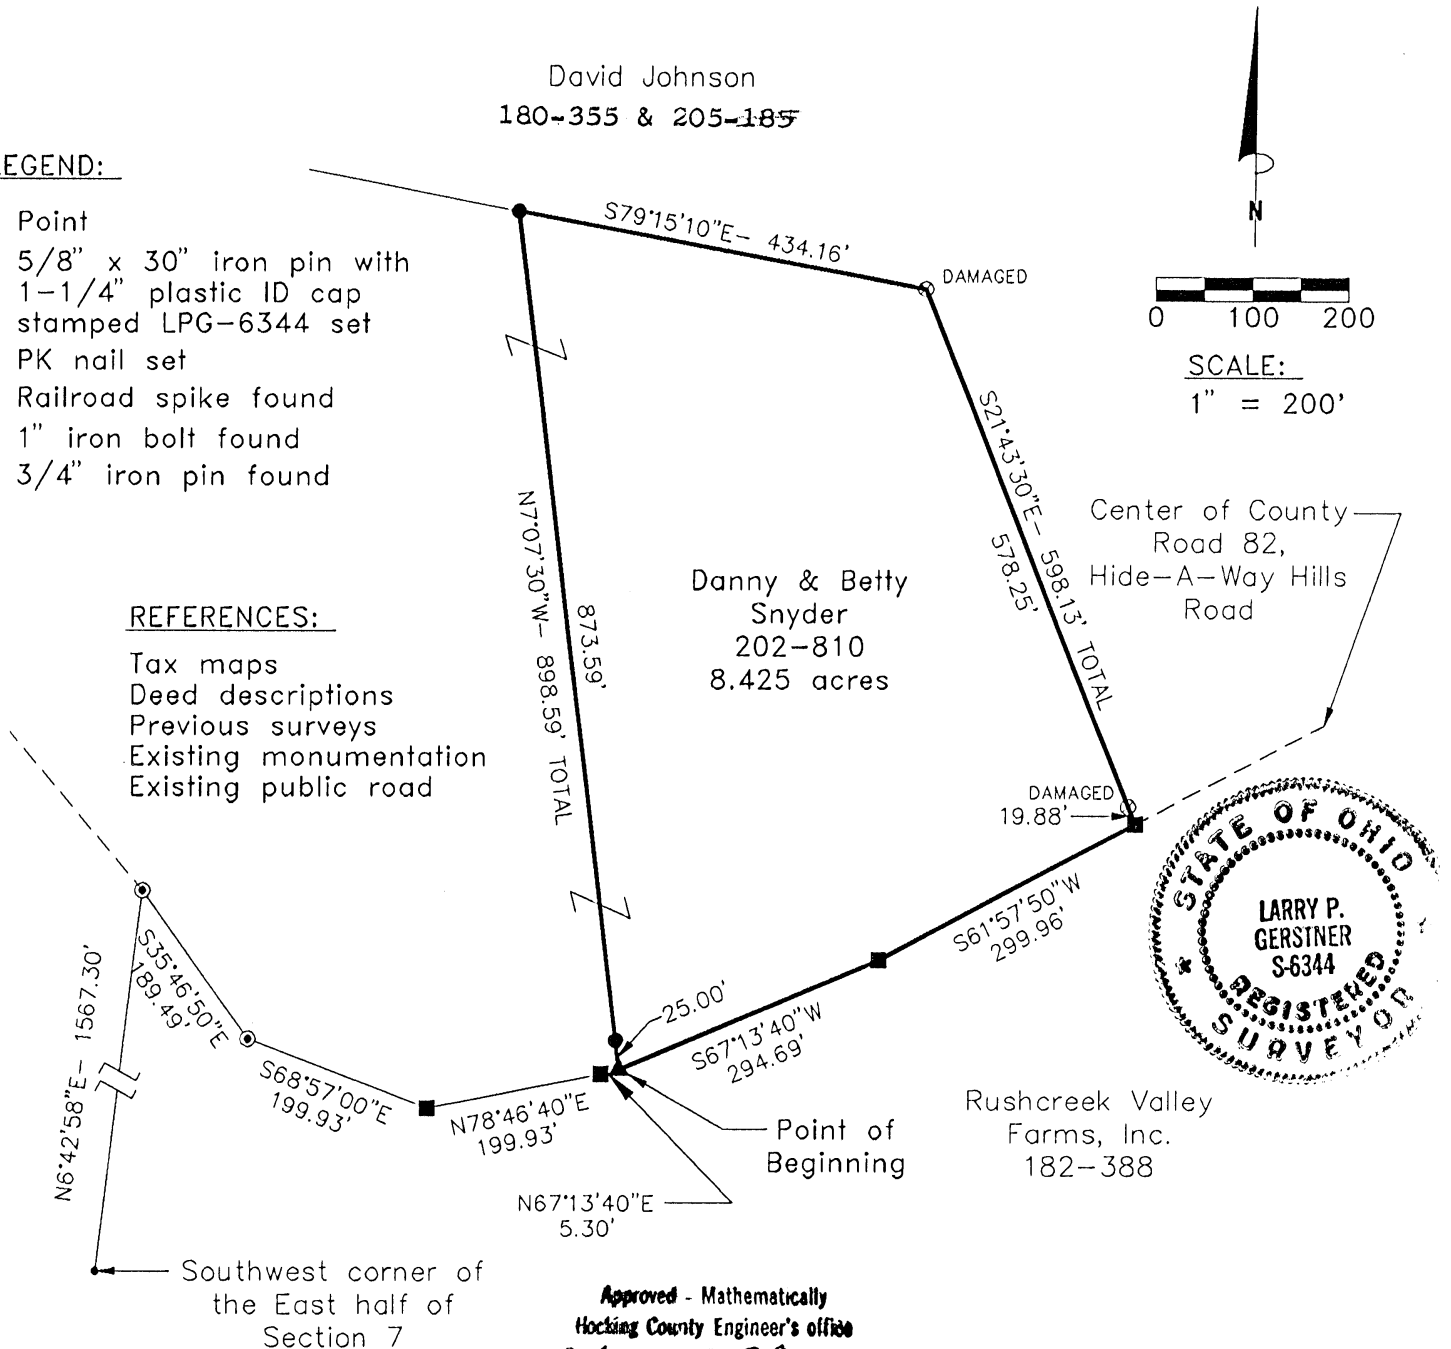 David Johnson
180-355 & 205-185
LEGEND:
Point
5/8" x 30" iron pin with
1-1/4" plastic ID cap
stamped LPG-6344 set
PK nail set
Railroad spike found
1" iron bolt found
3/4" iron pin found
N
0 100 200
SCALE:
1" = 200'
S79°15'10"E- 434.16'
DAMAGED
S21°43'30"E- 598.13' TOTAL
578.25'
N7°07'30"W- 898.59' TOTAL
873.59'
Danny & Betty
Snyder
202-810
8.425 acres
Center of County
Road 82,
Hide-A-Way Hills
Road
REFERENCES:
Tax maps
Deed descriptions
Previous surveys
Existing monumentation
Existing public road
DAMAGED
19.88'
STATE OF OHIO
LARRY P.
GERSTNER
S-6344
REGISTERED
SURVEYOR
S61°57'50"W
299.96'
25.00'
S67°13'40"W
294.69'
S35°46'50"E
189.49'
N6°42'58"E- 1567.30'
S68°57'00"E
199.93'
N78°46'40"E
199.93'
Point of
Beginning
N67°13'40"E
5.30'
Rushcreek Valley
Farms, Inc.
182-388
Southwest corner of
the East half of
Section 7
Approved - Mathematically
Hocking County Engineer's office